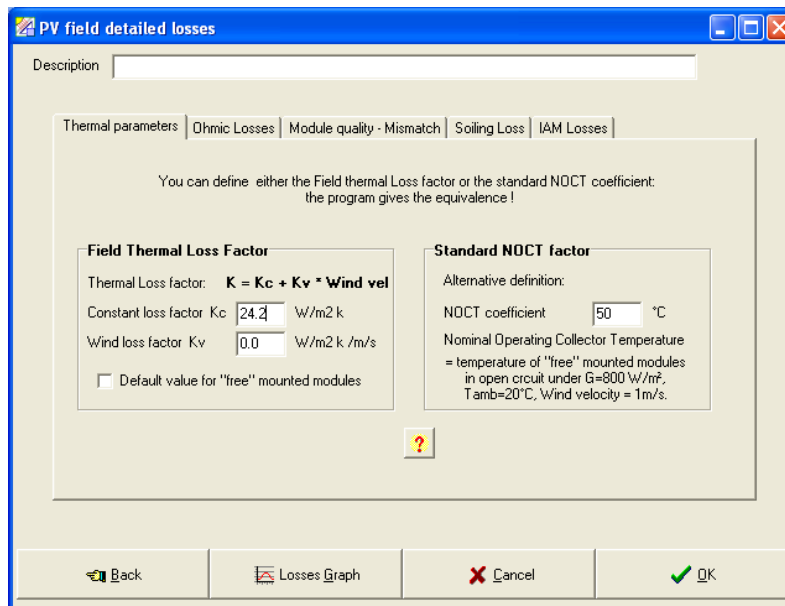 PV field detailed losses
Description
Thermal parameters Ohmic Losses Module quality - Mismatch Soiling Loss IAM Losses
You can define either the Field thermal Loss factor or the standard NOCT coefficient:
the program gives the equivalence !
Field Thermal Loss Factor
Thermal Loss factor: K = Kc + Kv * Wind vel
Constant loss factor Kc 24.2 W/m2 k
Wind loss factor Kv 0.0 W/m2 k /m/s
Default value for "free" mounted modules
Standard NOCT factor
Alternative definition:
NOCT coefficient 50 °C
Nominal Operating Collector Temperature
= temperature of "free" mounted modules
in open crcuit under G=800 W/m²,
Tamb=20°C, Wind velocity = 1m/s.
?
Back Losses Graph Cancel OK